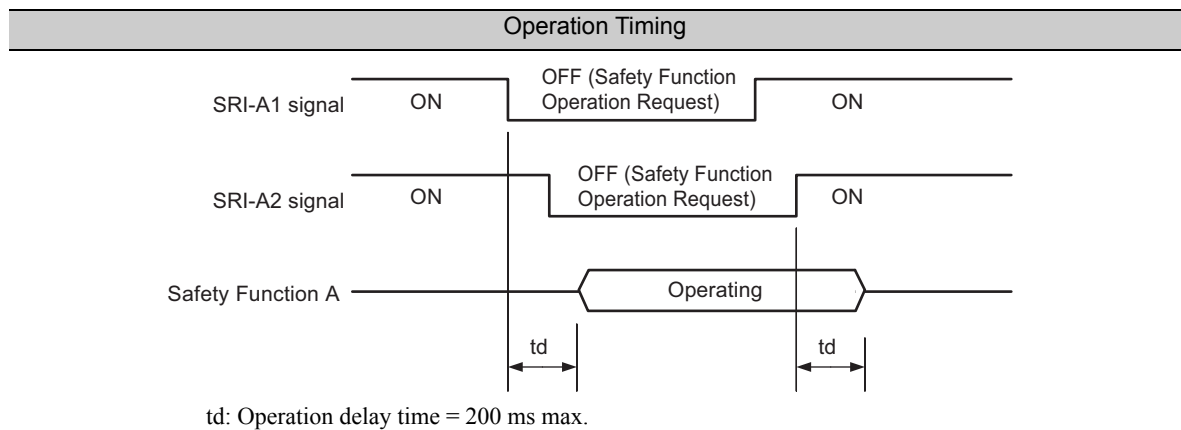 Operation Timing
SRI-A1 signal
ON
OFF (Safety Function
Operation Request)
ON
SRI-A2 signal
ON
OFF (Safety Function
Operation Request)
ON
Safety Function A
Operating
td
td
td: Operation delay time = 200 ms max.